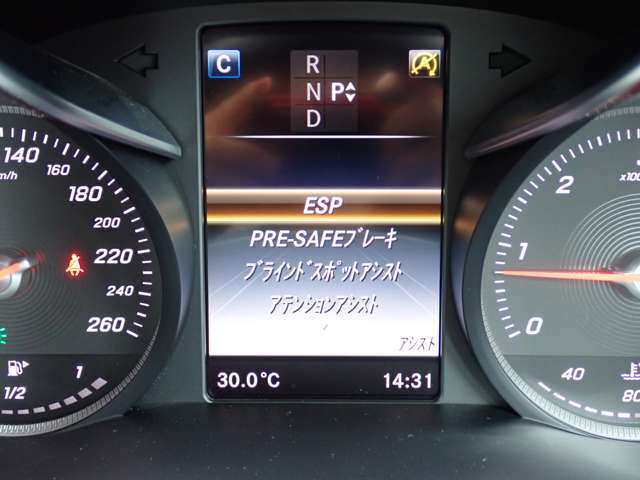 C
R
N P
D
ESP
PRE-SAFEブレーキ
ブラインドスポットアシスト
アテンションアシスト
アシスト
30.0°C 14:31
140
160
180
200
220
240
260
1/2 1
2
1
0
x100
40
80